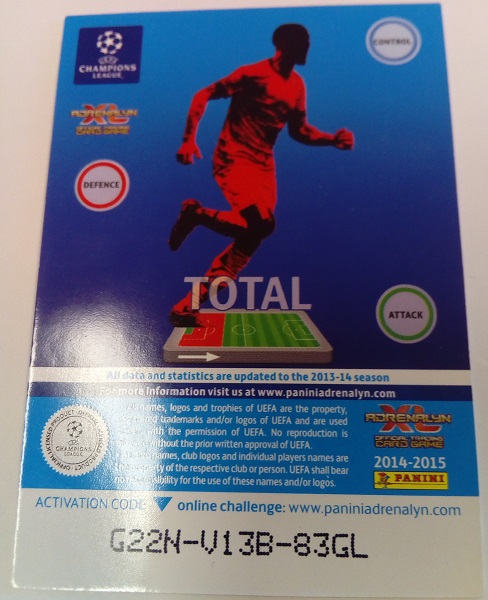 CHAMPIONS
LEAGUE
CONTROL
ADRENALYN
XL
OFFICIAL TRADING
CARD GAME
DEFENCE
TOTAL
ATTACK
All data and statistics are updated to the 2013-14 season
For more information visit us at www.paniniadrenalyn.com
names, logos and trophies of UEFA are the property,
trademarks and/or logos of UEFA and are used
with the permission of UEFA. No reproduction is
without the prior written approval of UEFA.
names, club logos and individual players names are
property of the respective club or person. UEFA shall bear
no responsibility for the use of these names and/or logos.
CHAMPIONS
LEAGUE
ADRENALYN
XL
OFFICIAL TRADING
CARD GAME
2014-2015
PANINI
ACTIVATION CODE online challenge: www.paniniadrenalyn.com
G22N-V13B-83GL